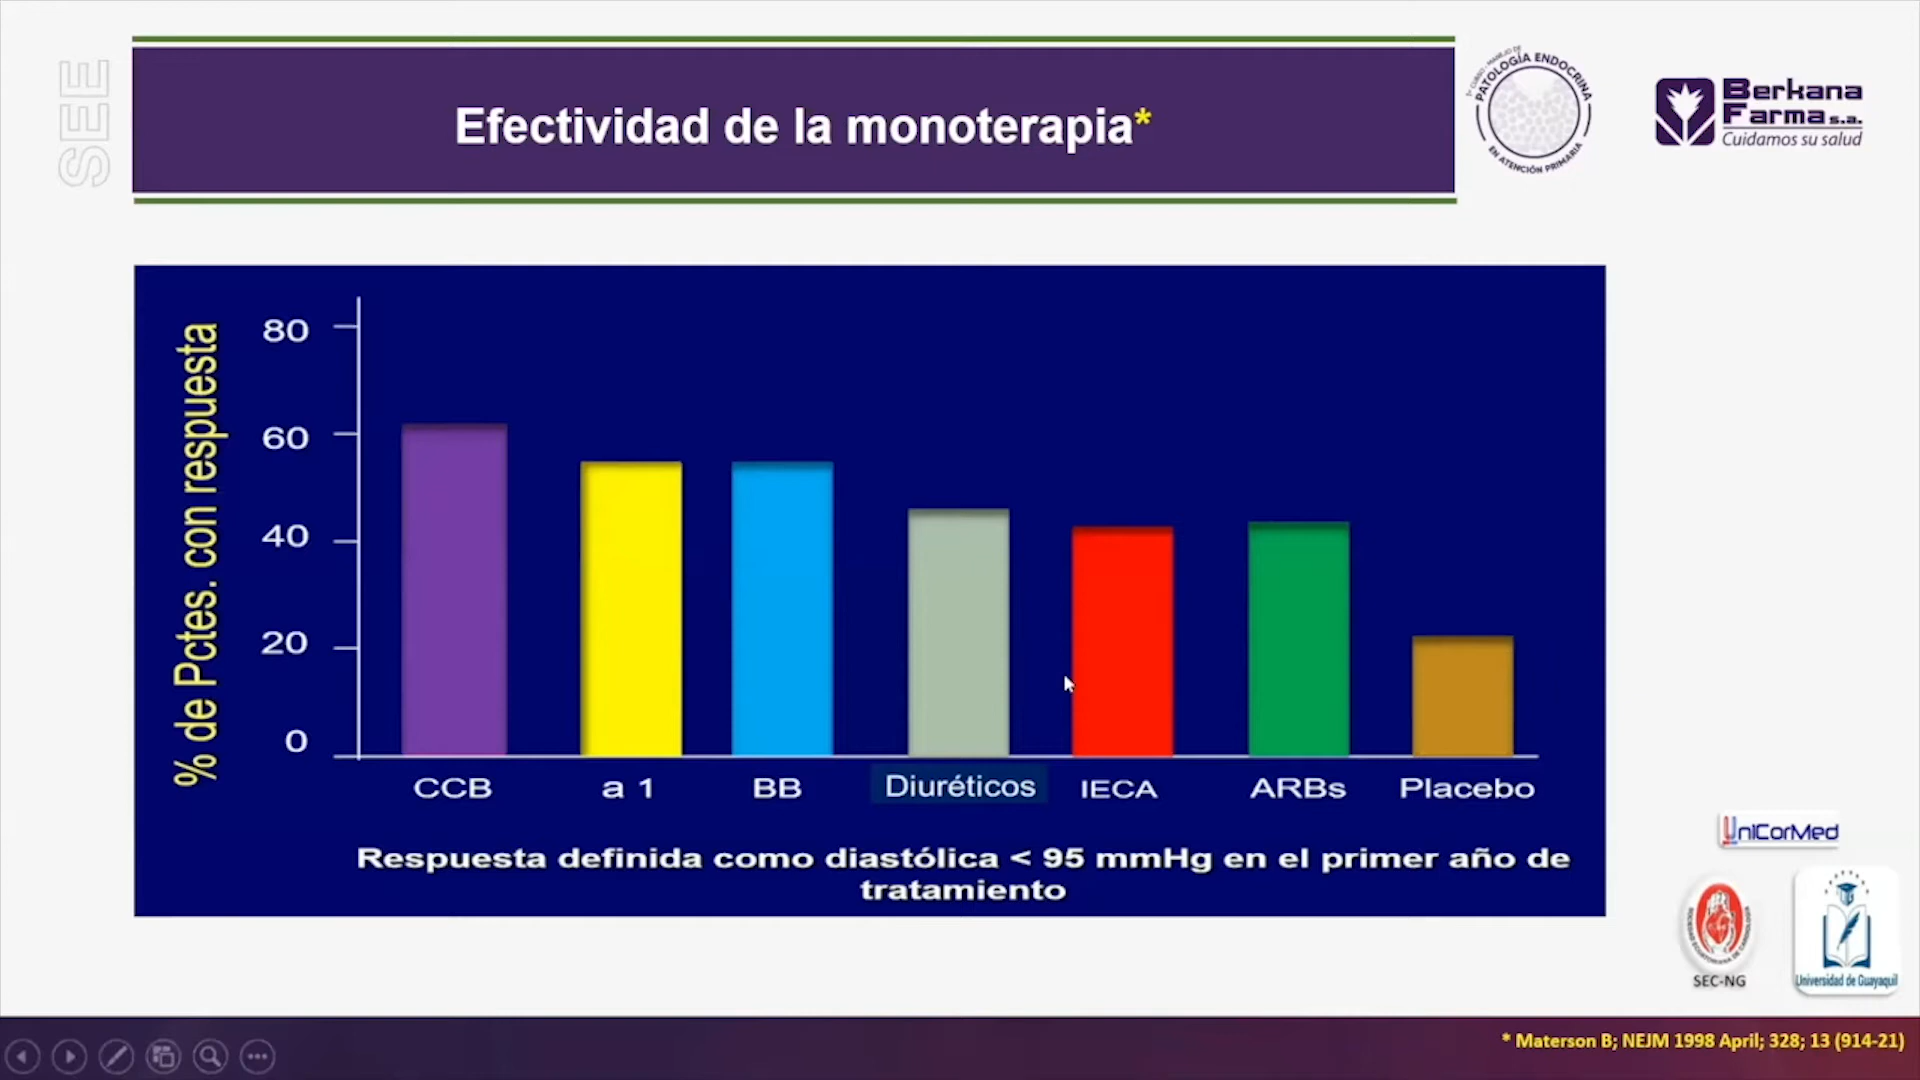 SEE
Efectividad de la monoterapia*
PATOLOGÍA ENDOCRINA
EN ATENCIÓN PRIMARIA
Berkana
Farma s.a.
Cuidamos su salud
% de Pctes. con respuesta
80
60
40
20
0
CCB a 1 BB Diuréticos IECA ARBs Placebo
Respuesta definida como diastólica < 95 mmHg en el primer año de
tratamiento
UniCorMed
SEC-NG
Universidad de Guayaquil
* Materson B; NEJM 1998 April; 328; 13 (914-21)